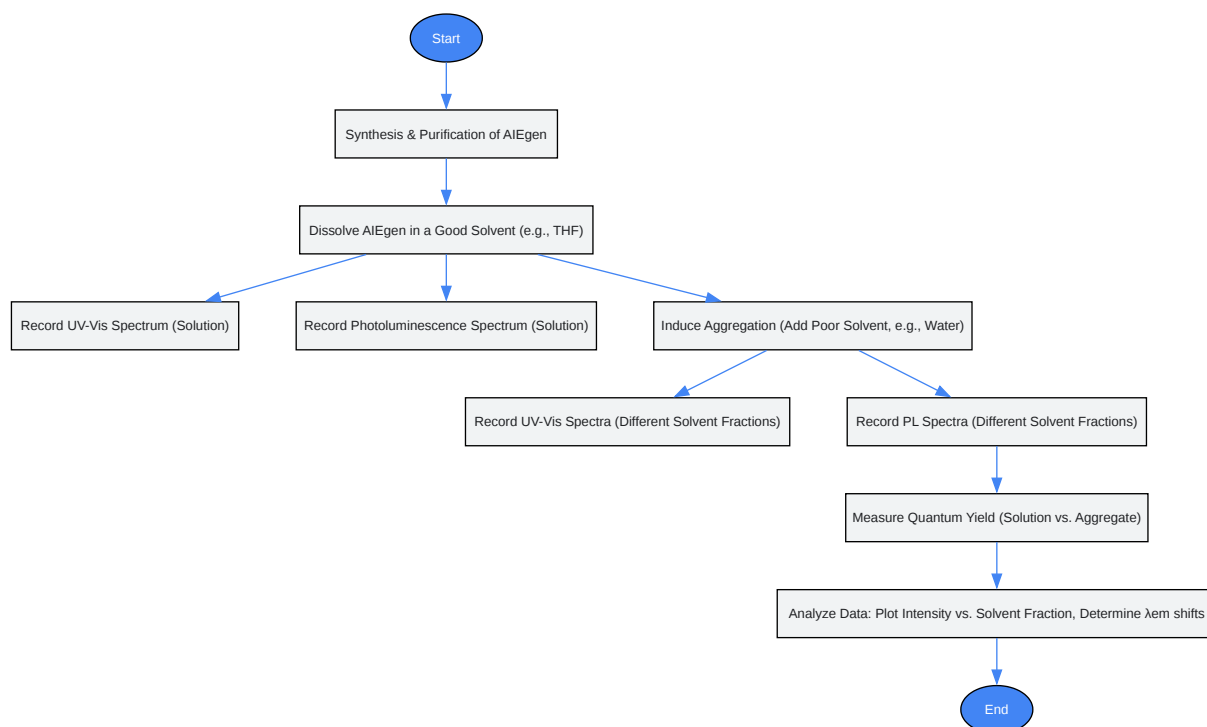 Start
Synthesis & Purification of AIEgen
Dissolve AIEgen in a Good Solvent (e.g., THF)
Record UV-Vis Spectrum (Solution)
Record Photoluminescence Spectrum (Solution)
Induce Aggregation (Add Poor Solvent, e.g., Water)
Record UV-Vis Spectra (Different Solvent Fractions)
Record PL Spectra (Different Solvent Fractions)
Measure Quantum Yield (Solution vs. Aggregate)
Analyze Data: Plot Intensity vs. Solvent Fraction, Determine λem shifts
End